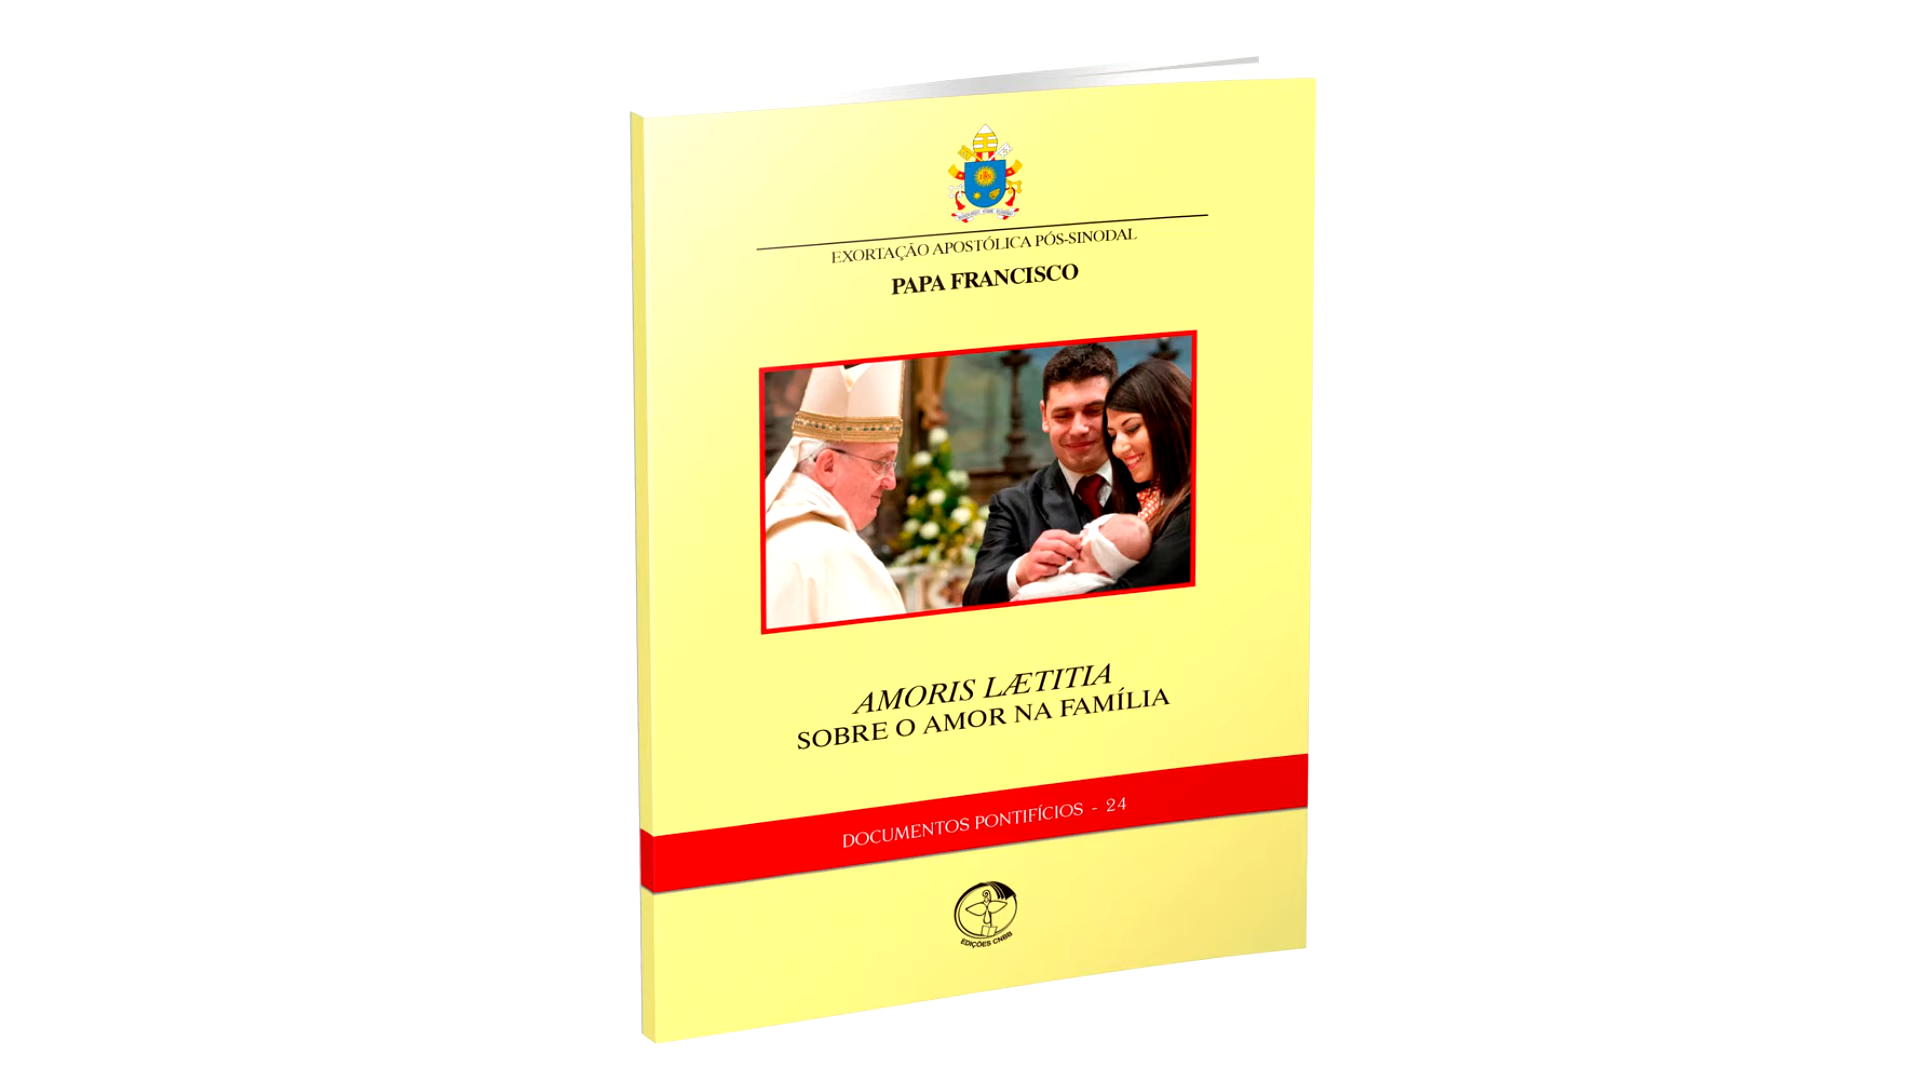 EXORTAÇÃO APOSTÓLICA PÓS-SINODAL
PAPA FRANCISCO
AMORIS LÆTITIA
SOBRE O AMOR NA FAMÍLIA
DOCUMENTOS PONTIFÍCIOS - 24
EDIÇÕES CNBB